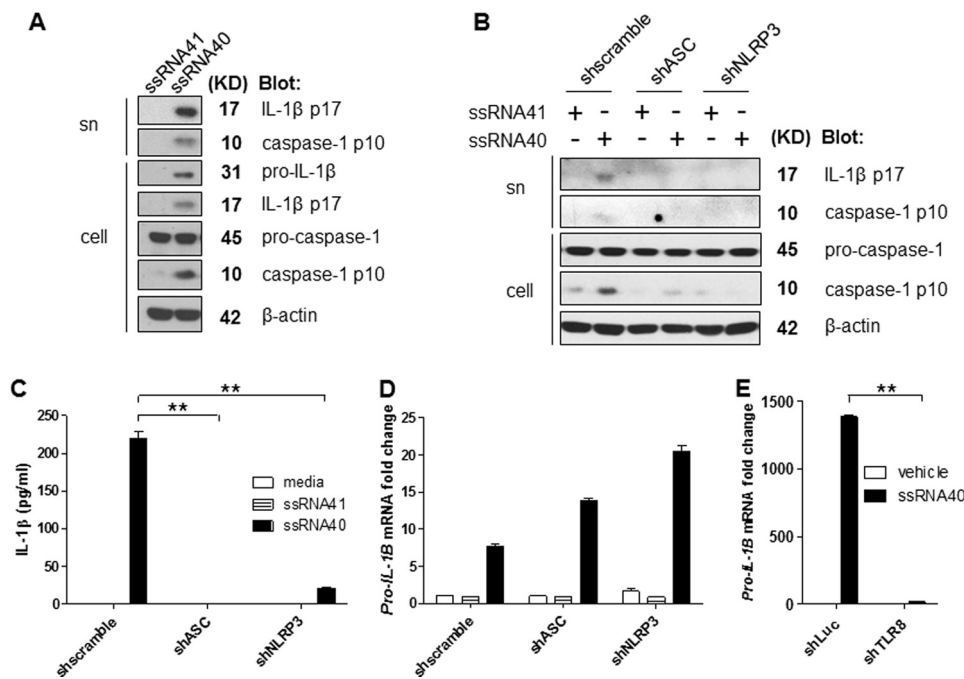 A
ssRNA41
ssRNA40
(KD) Blot:
sn
17 IL-1β p17
10 caspase-1 p10
cell
31 pro-IL-1β
17 IL-1β p17
45 pro-caspase-1
10 caspase-1 p10
42 β-actin
B
shscramble
shASC
shNLRP3
ssRNA41 + - + - + -
ssRNA40 - + - + - +
(KD) Blot:
sn
17 IL-1β p17
10 caspase-1 p10
cell
45 pro-caspase-1
10 caspase-1 p10
42 β-actin
C
**
**
IL-1β (pg/ml)
250
200
150
100
50
0
media
ssRNA41
ssRNA40
shscramble
shASC
shNLRP3
D
Pro-IL-1B mRNA fold change
25
20
15
10
5
0
shscramble
shASC
shNLRP3
E
**
Pro-IL-1B mRNA fold change
1500
1000
500
0
vehicle
ssRNA40
shLuc
shTLR8